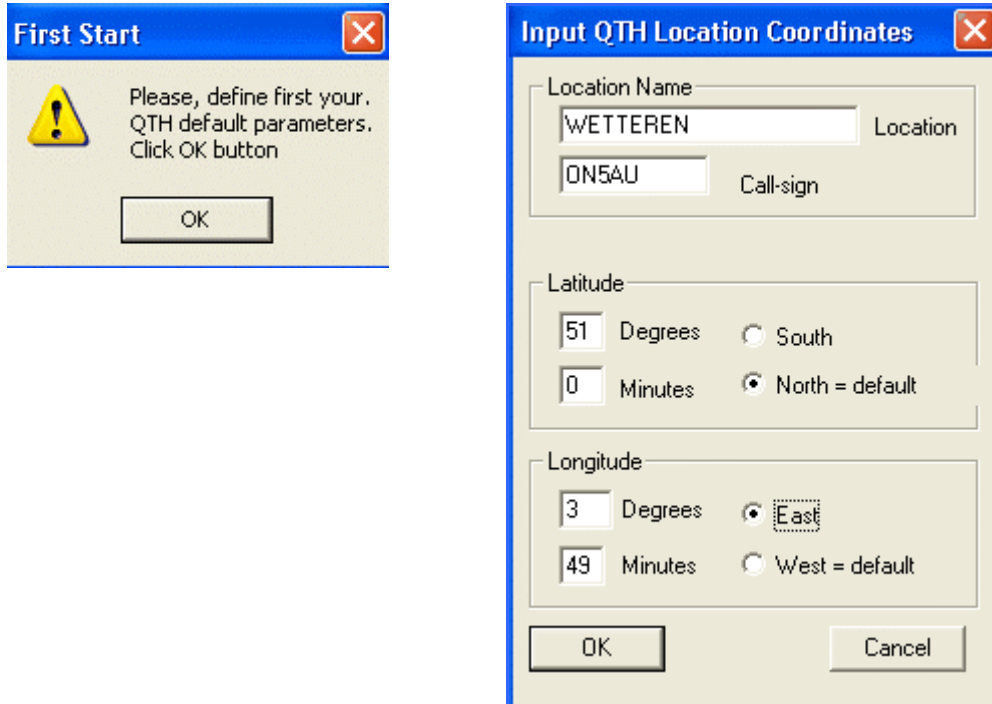 First Start
Please, define first your.
QTH default parameters.
Click OK button
OK
Input QTH Location Coordinates
Location Name
WETTEREN Location
ON5AU Call-sign
Latitude
51 Degrees South
0 Minutes North = default
Longitude
3 Degrees East
49 Minutes West = default
OK Cancel